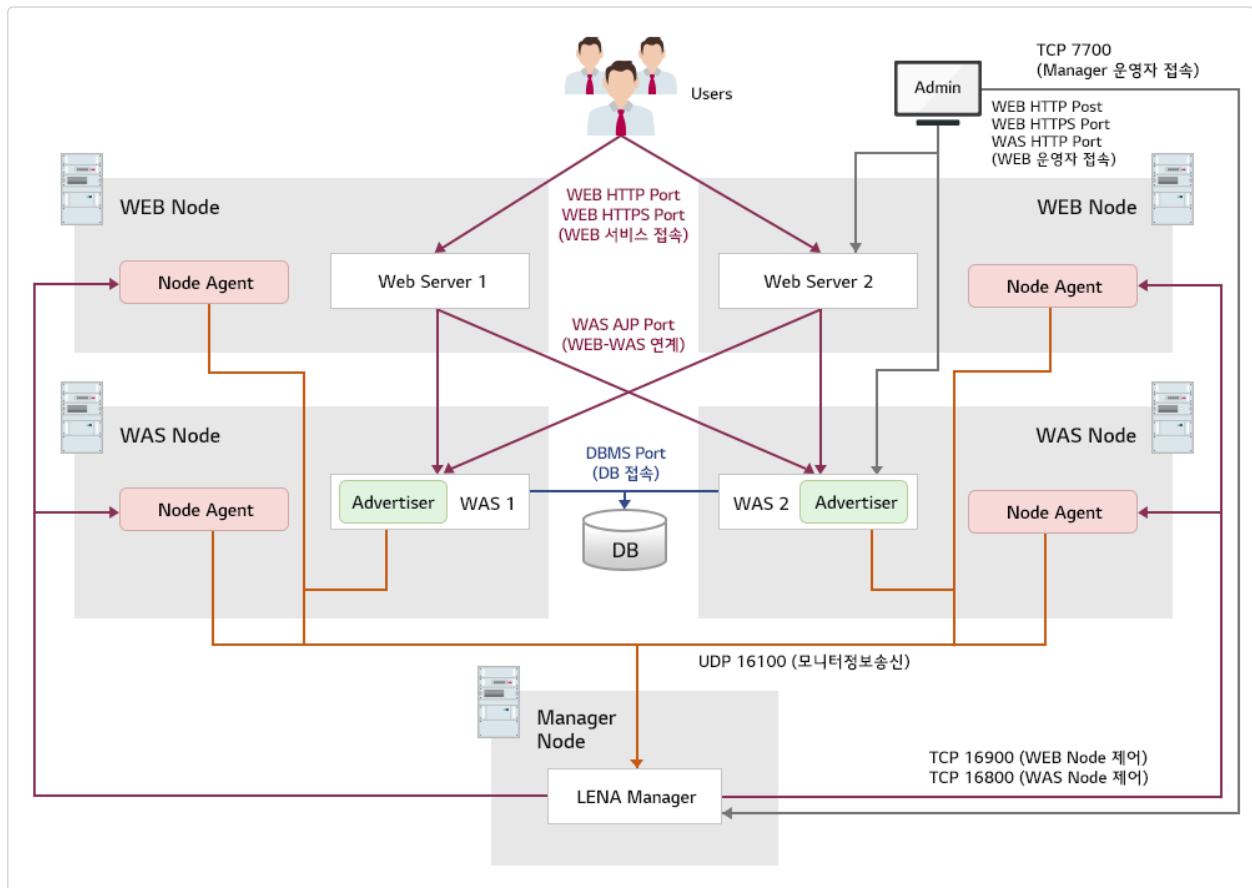 Users
Admin
TCP 7700
(Manager 운영자 접속)
WEB HTTP Post
WEB HTTPS Port
WAS HTTP Port
(WEB 운영자 접속)
WEB Node
WEB HTTP Port
WEB HTTPS Port
(WEB 서비스 접속)
WEB Node
Node Agent
Web Server 1
Web Server 2
Node Agent
WAS AJP Port
(WEB-WAS 연계)
WAS Node
WAS Node
DBMS Port
(DB 접속)
Node Agent
Advertiser
WAS 1
WAS 2
Advertiser
Node Agent
DB
UDP 16100 (모니터정보송신)
Manager
Node
LENA Manager
TCP 16900 (WEB Node 제어)
TCP 16800 (WAS Node 제어)